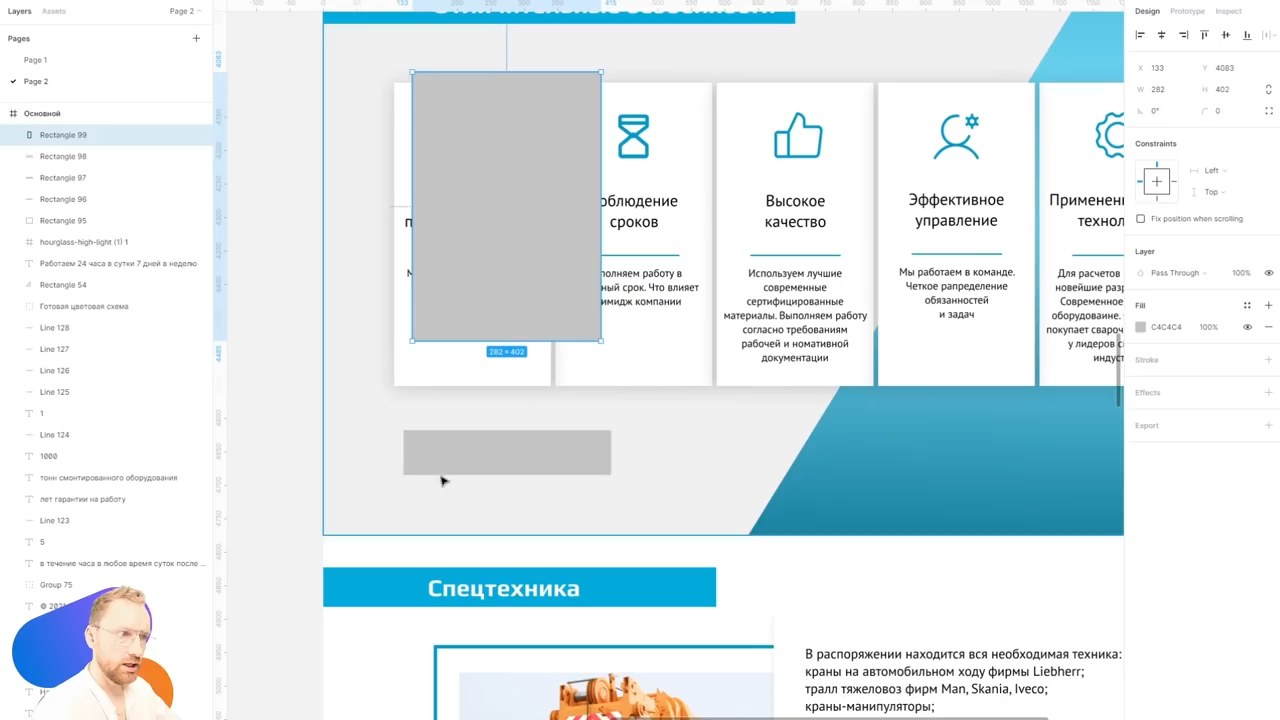 Layers
Assets
Page 2
Pages
Page 1
Page 2
Основной
Rectangle 99
Rectangle 98
Rectangle 97
Rectangle 96
Rectangle 95
hourglass-high-light (1) 1
Работаем 24 часа в сутки 7 дней в неделю
Rectangle 54
Готовая цветовая схема
Line 128
Line 127
Line 126
Line 125
1
Line 124
1000
тонн смонтированного оборудования
лет гарантии на работу
Line 123
5
в течение часа в любое время суток после ...
Group 75
133
415
4083
4485
282 × 402
сроков
полняем работу в
ный срок. Что влияет
имидж компании
Высокое
качество
Используем лучшие
современные
сертифицированные
материалы. Выполняем работу
согласно требованиям
рабочей и номативной
документации
Эффективное
управление
Мы работаем в команде.
Четкое рапределение
обязанностей
и задач
Применен
технол
Для расчетов
новейшие раз
Современное
оборудоание.
покупает свароч
у лидеров с
индуст
Спецтехника
В распоряжении находится вся необходимая техника:
краны на автомобильном ходу фирмы Liebherr;
тралл тяжеловоз фирм Man, Skania, Iveco;
краны-манипуляторы;
Design
Prototype
Inspect
X 133
Y 4083
W 282
H 402
0°
0
Constraints
Left
Top
Fix position when scrolling
Layer
Pass Through
100%
Fill
C4C4C4 100%
Stroke
Effects
Export